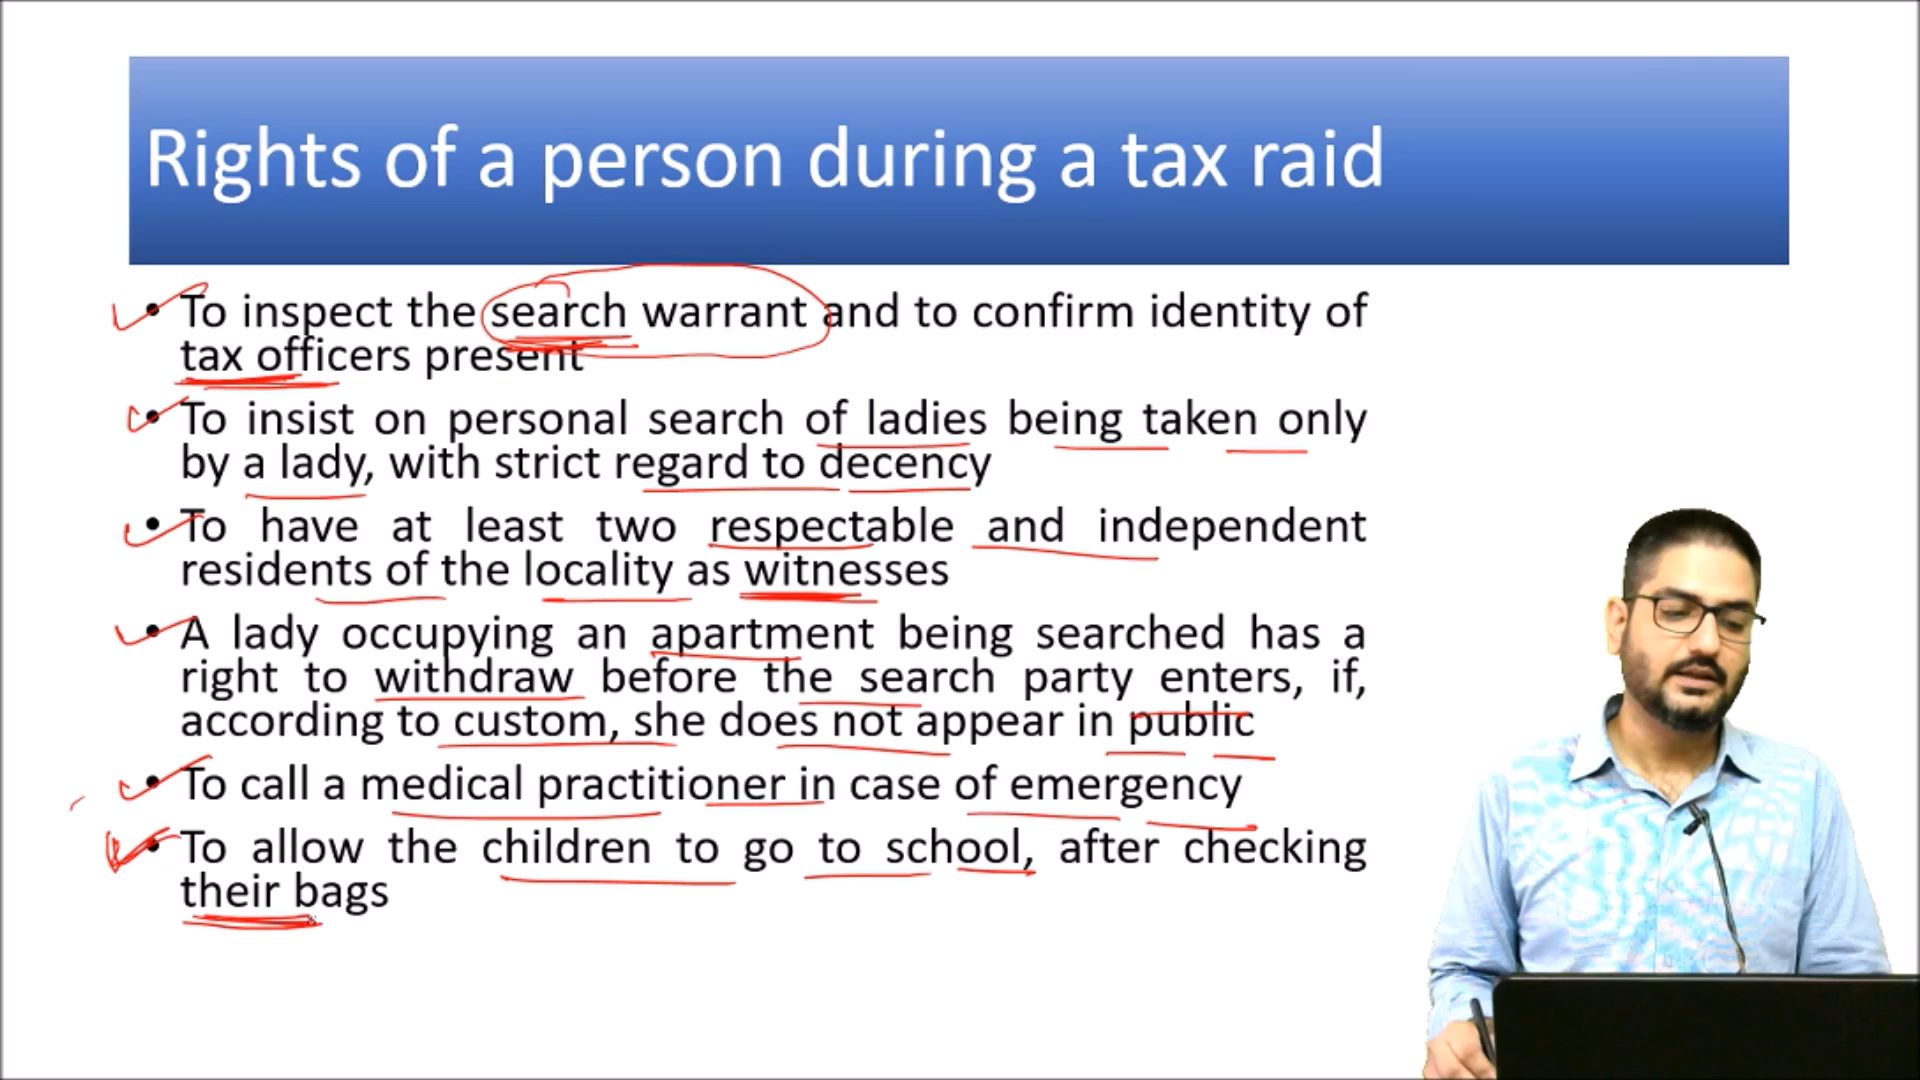 Rights of a person during a tax raid
• To inspect the search warrant and to confirm identity of
tax officers present
• To insist on personal search of ladies being taken only
by a lady, with strict regard to decency
• To have at least two respectable and independent
residents of the locality as witnesses
• A lady occupying an apartment being searched has a
right to withdraw before the search party enters, if,
according to custom, she does not appear in public
• To call a medical practitioner in case of emergency
• To allow the children to go to school, after checking
their bags